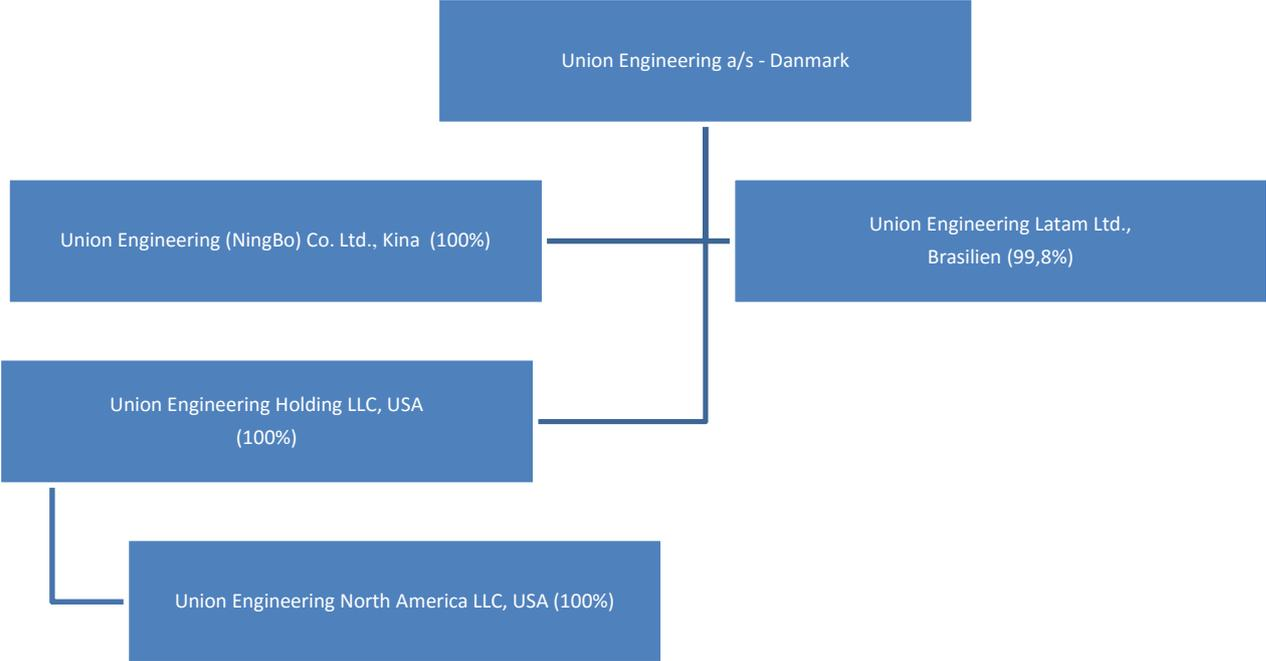 Union Engineering a/s - Danmark
Union Engineering (NingBo) Co. Ltd., Kina  (100%)
Union Engineering Latam Ltd.,
Brasilien (99,8%)
Union Engineering Holding LLC, USA
(100%)
Union Engineering North America LLC, USA (100%)